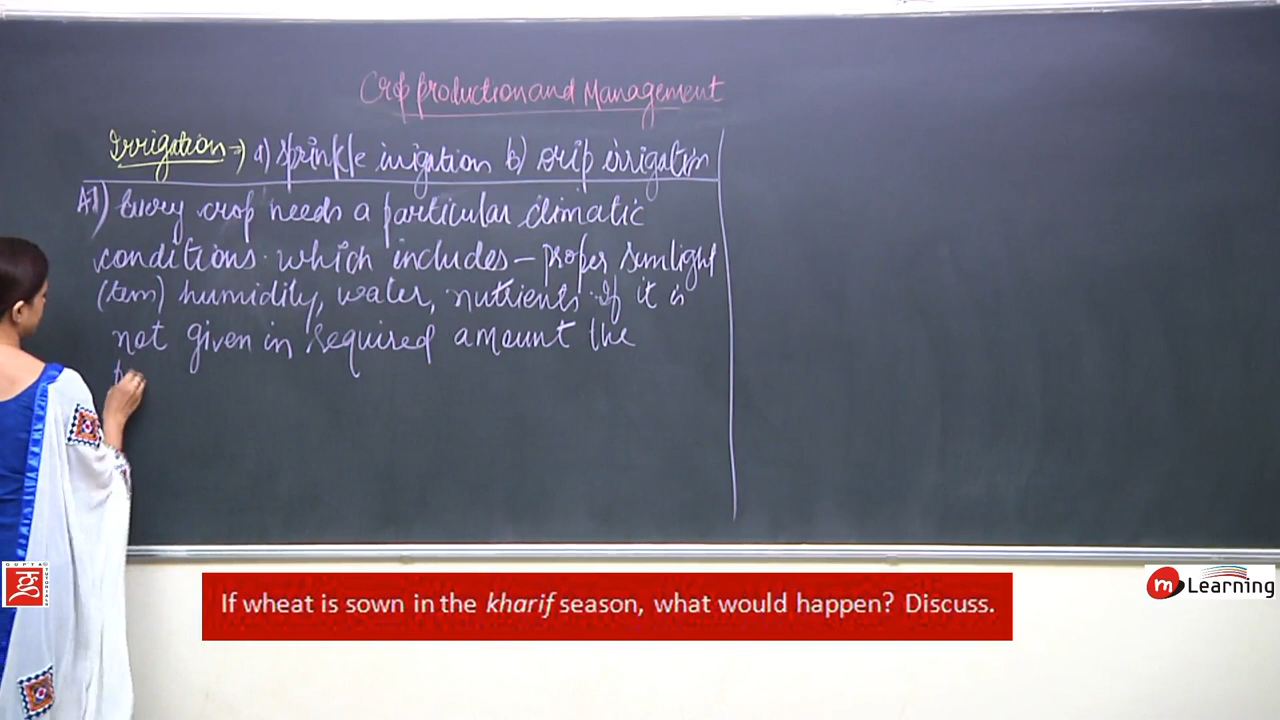 Crop production and Management
Irrigation → a) Sprinkle irrigation b) Drip irrigation
A1) Every crop needs a particular climatic
conditions which includes - proper sunlight
(tem) humidity, water, nutrients. If it is
not given in required amount the
If wheat is sown in the kharif season, what would happen? Discuss.
GUPTA TUTORIALS
m Learning